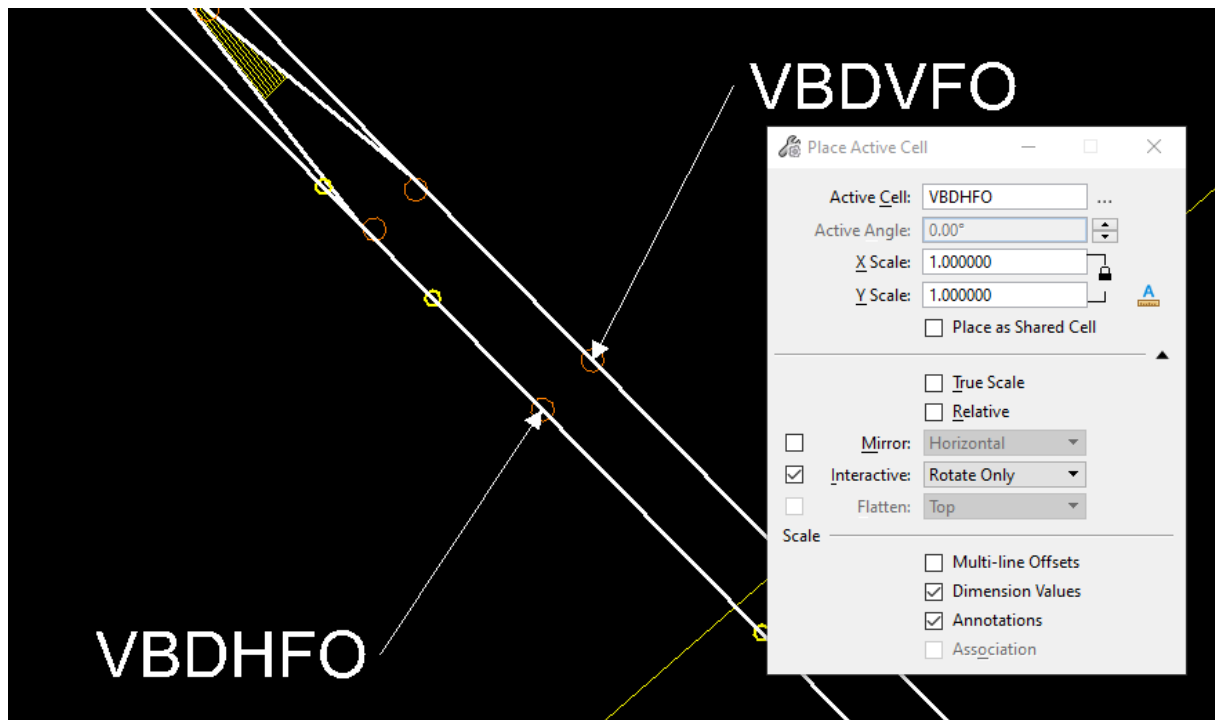 VBDVFO
Place Active Cell
Active Cell: VBDHFO ...
Active Angle: 0.00°
X Scale: 1.000000
Y Scale: 1.000000
A
Place as Shared Cell
True Scale
Relative
Mirror: Horizontal
Interactive: Rotate Only
Flatten: Top
Scale
Multi-line Offsets
Dimension Values
Annotations
Association
VBDHFO